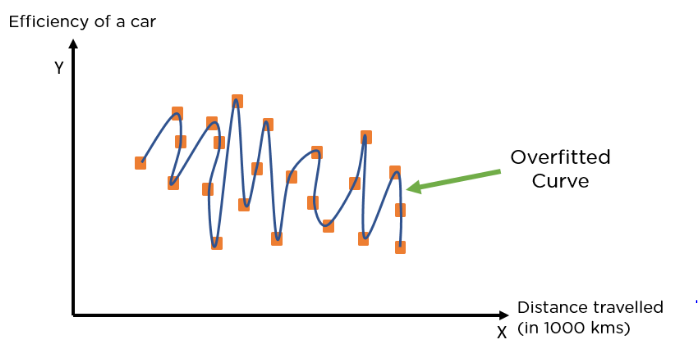 Efficiency of a car
Y
Overfitted
Curve
Distance travelled
X (in 1000 kms)